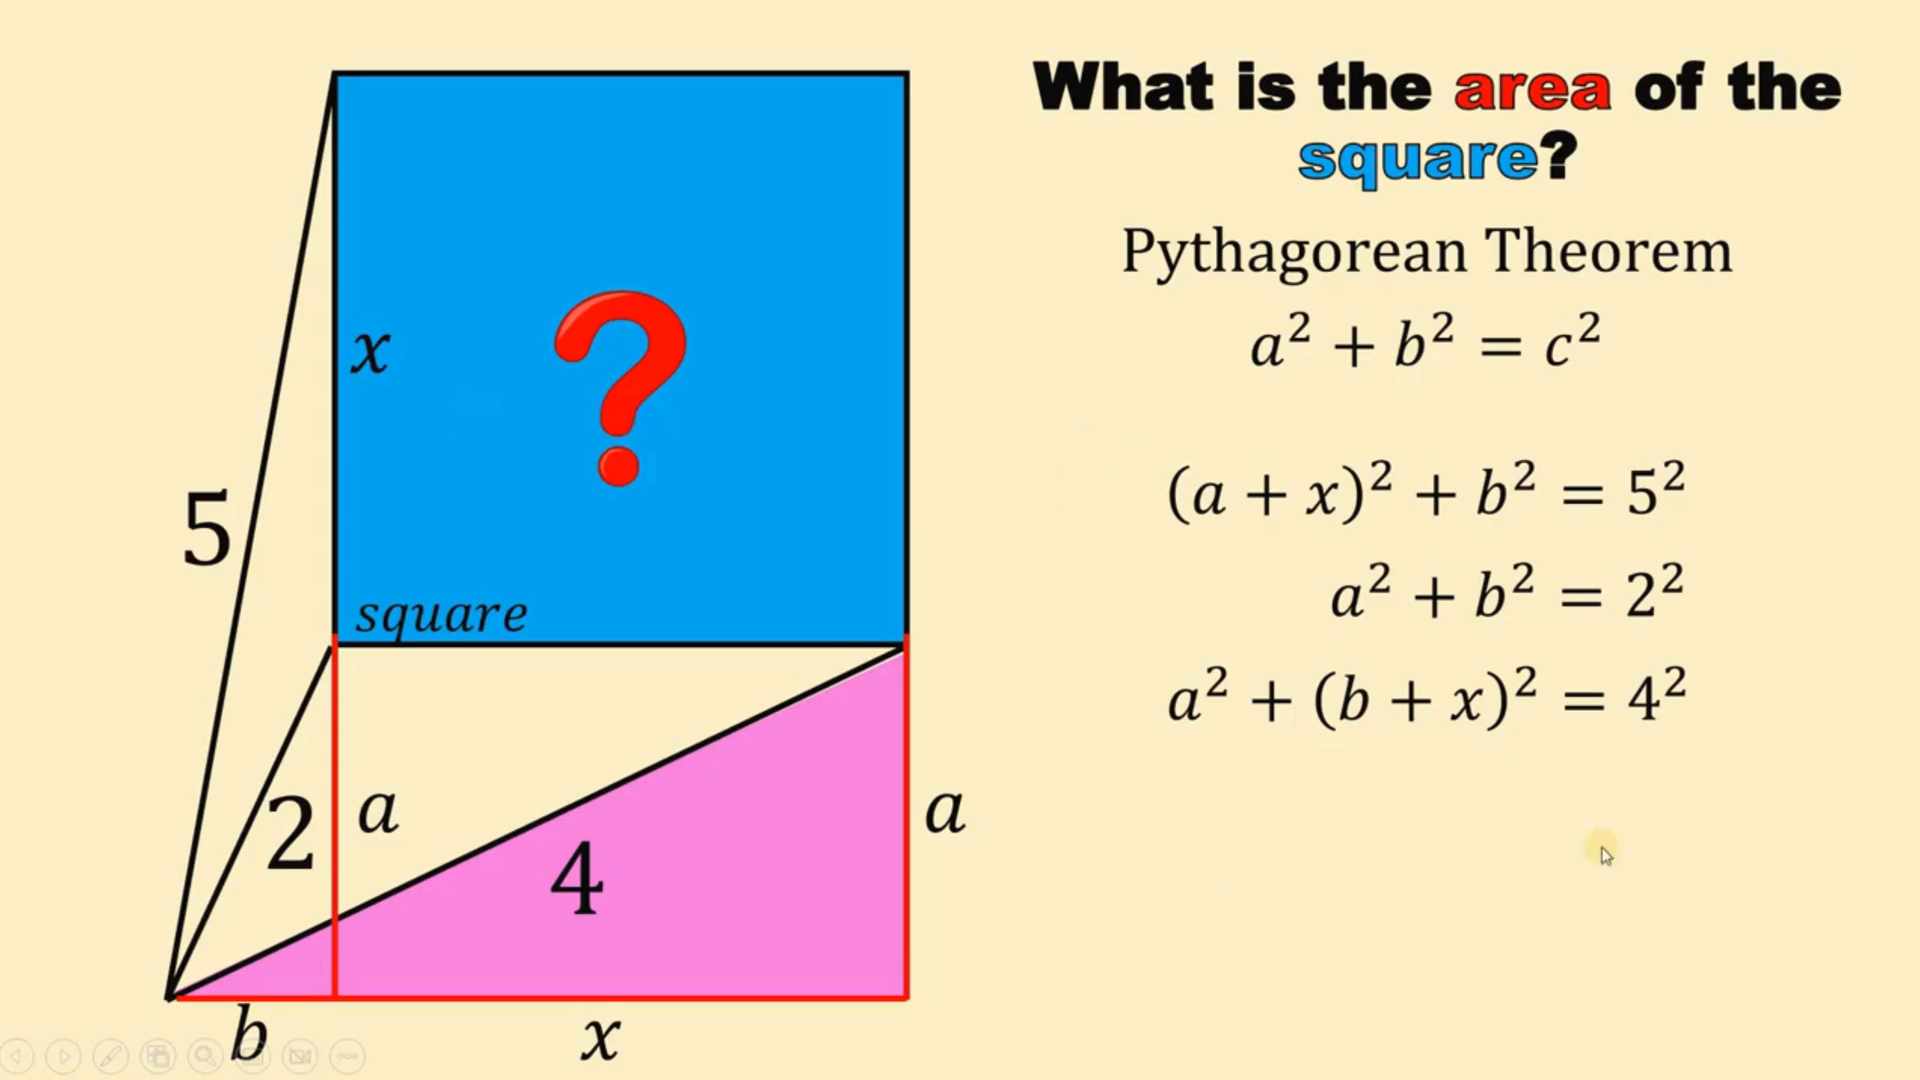 What is the area of the
square?
Pythagorean Theorem
a² + b² = c²
(a + x)² + b² = 5²
a² + b² = 2²
a² + (b + x)² = 4²
x
?
5
square
2
a
4
a
b
x